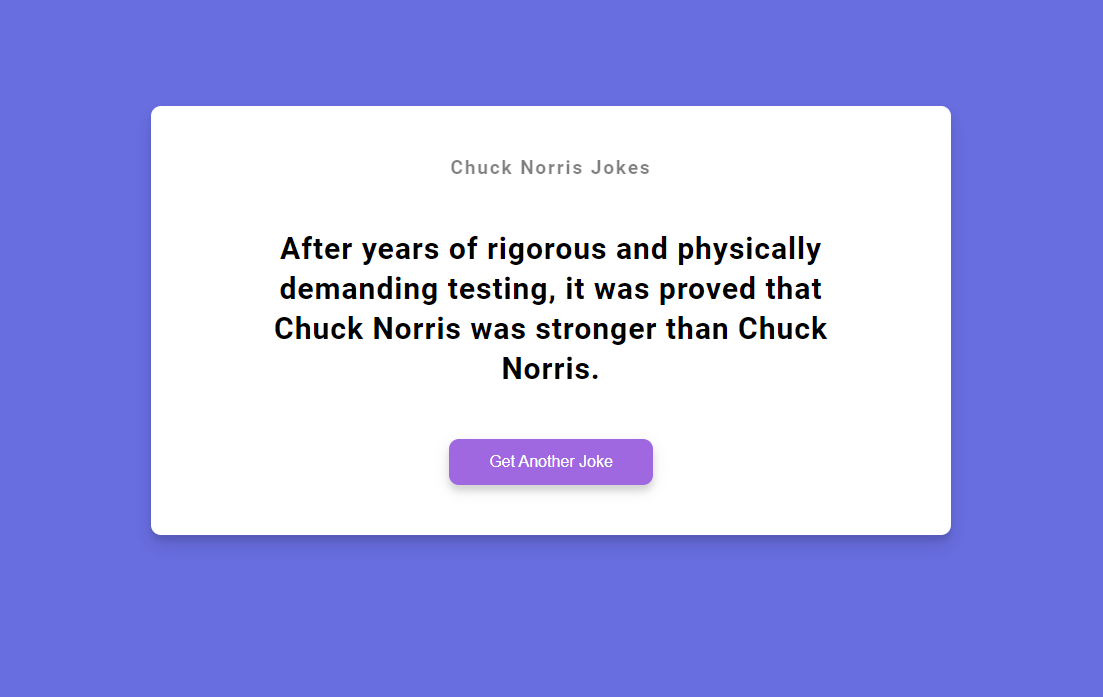 Chuck Norris Jokes
After years of rigorous and physically
demanding testing, it was proved that
Chuck Norris was stronger than Chuck
Norris.
Get Another Joke